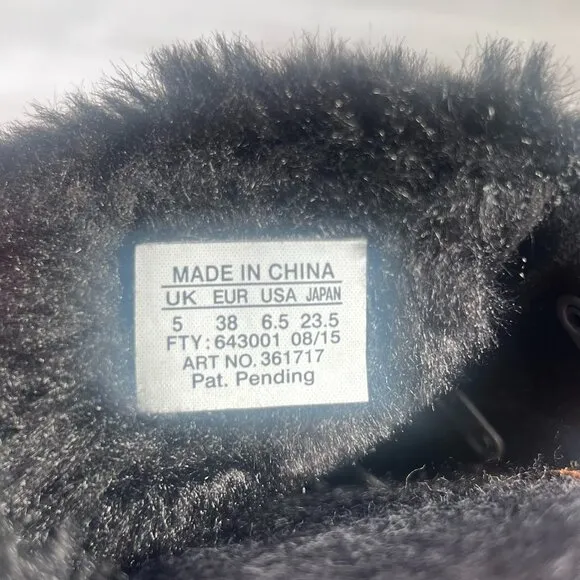 MADE IN CHINA
UK EUR USA JAPAN
5 38 6.5 23.5
FTY: 643001 08/15
ART NO. 361717
Pat. Pending